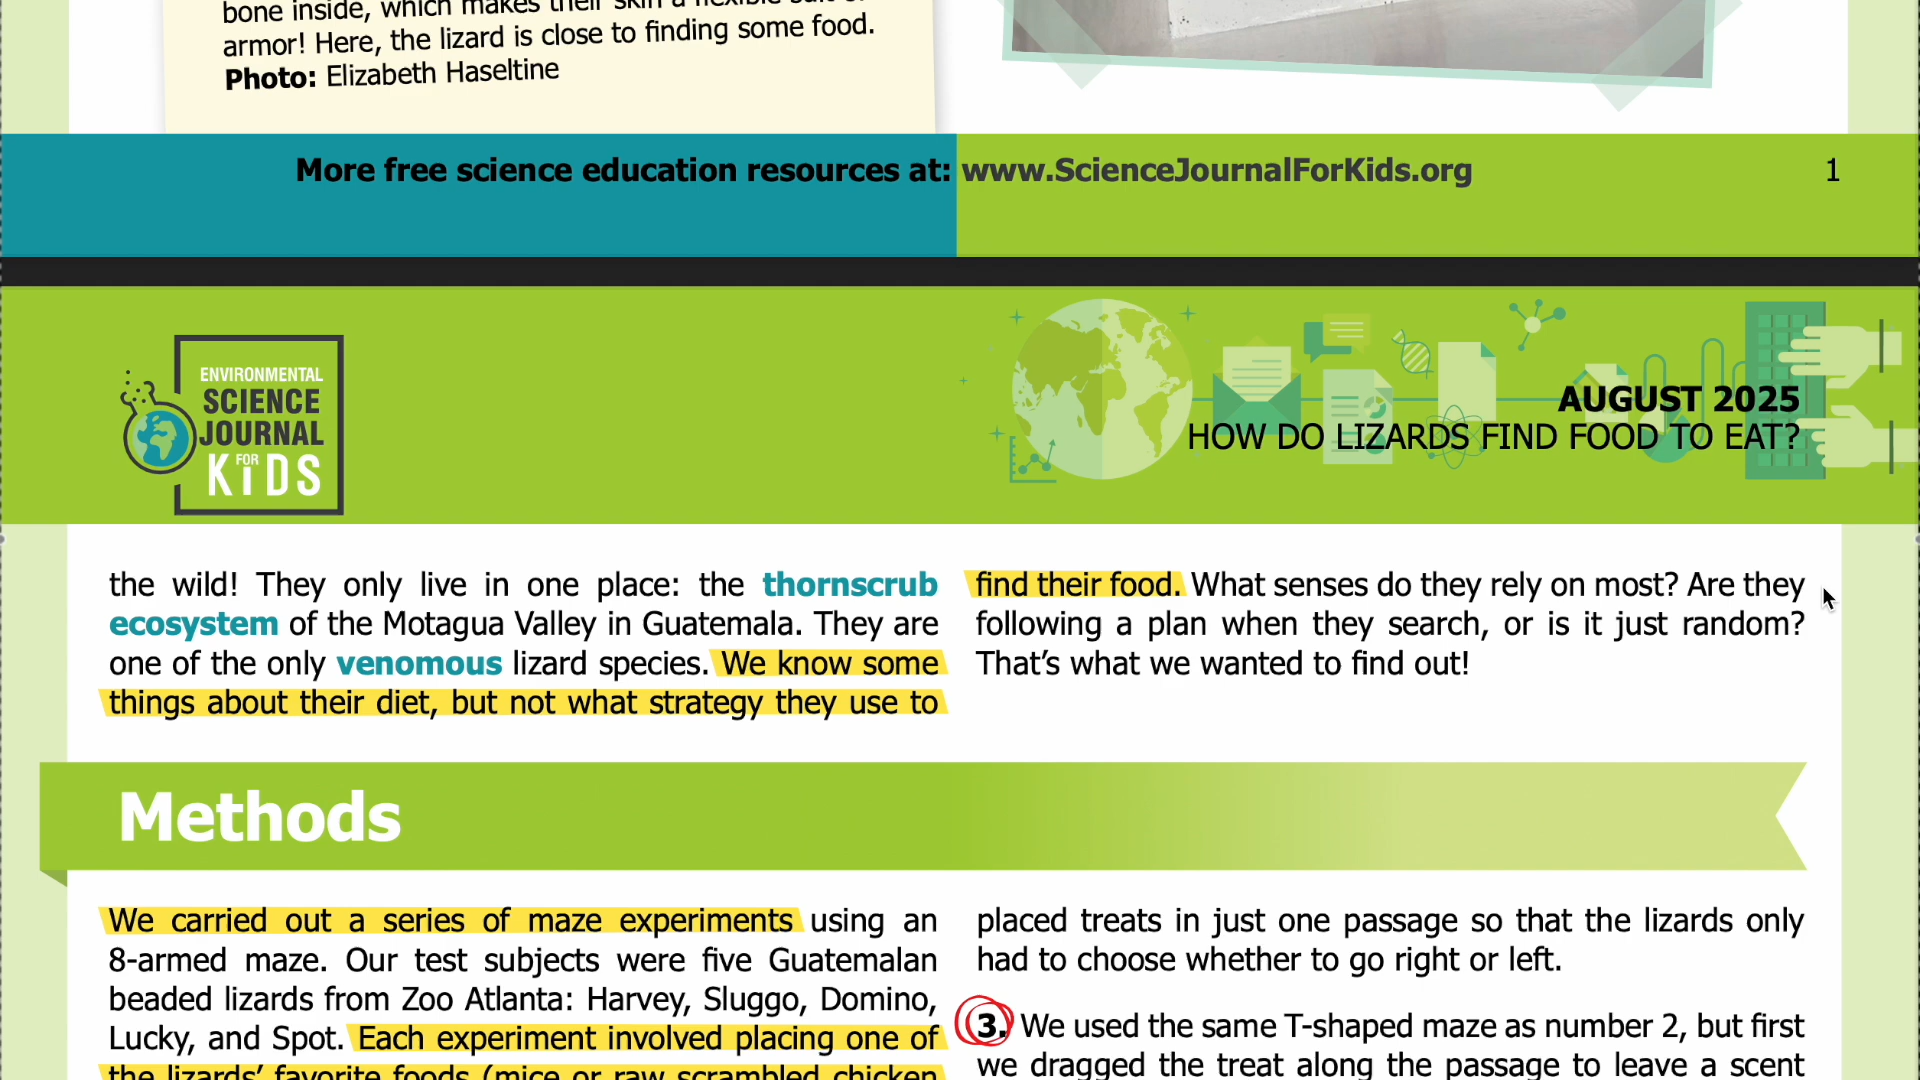 bone inside, which makes their skin a flexible suit of
armor! Here, the lizard is close to finding some food.
Photo: Elizabeth Haseltine
More free science education resources at: www.ScienceJournalForKids.org
1
ENVIRONMENTAL
SCIENCE
JOURNAL
FOR
KiDS
AUGUST 2025
HOW DO LIZARDS FIND FOOD TO EAT?
the wild! They only live in one place: the thornscrub
ecosystem of the Motagua Valley in Guatemala. They are
one of the only venomous lizard species. We know some
things about their diet, but not what strategy they use to
find their food. What senses do they rely on most? Are they
following a plan when they search, or is it just random?
That’s what we wanted to find out!
Methods
We carried out a series of maze experiments using an
8-armed maze. Our test subjects were five Guatemalan
beaded lizards from Zoo Atlanta: Harvey, Sluggo, Domino,
Lucky, and Spot. Each experiment involved placing one of
the lizards’ favorite foods (mice or raw scrambled chicken
placed treats in just one passage so that the lizards only
had to choose whether to go right or left.
3. We used the same T-shaped maze as number 2, but first
we dragged the treat along the passage to leave a scent